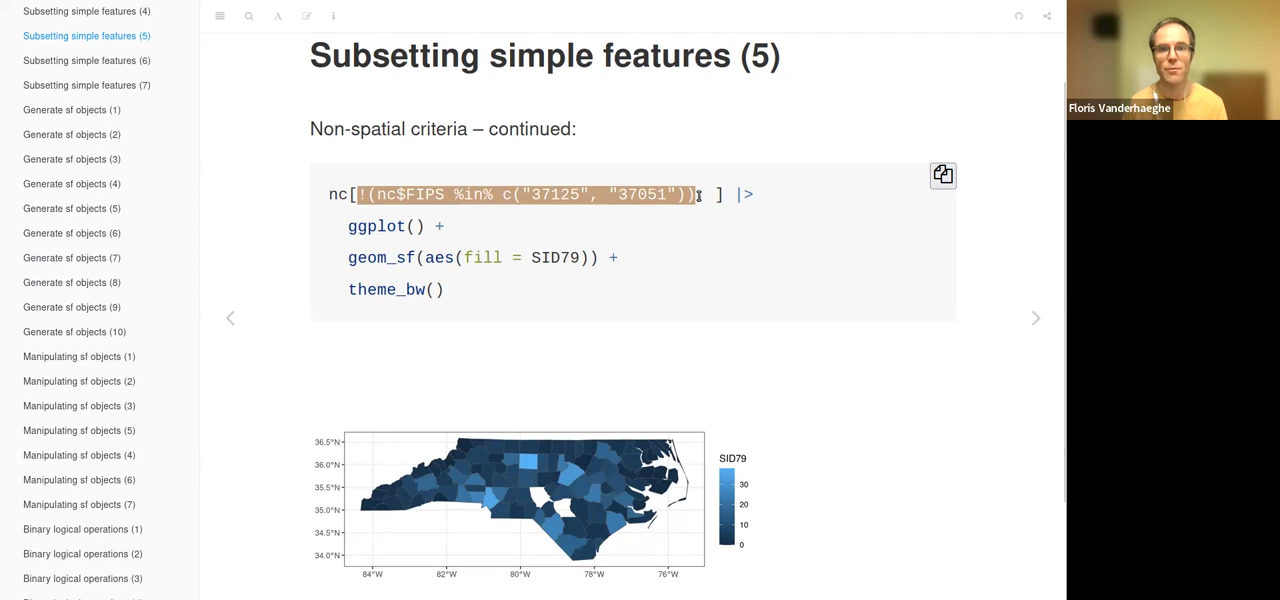 Subsetting simple features (4)
Subsetting simple features (5)
Subsetting simple features (6)
Subsetting simple features (7)
Generate sf objects (1)
Generate sf objects (2)
Generate sf objects (3)
Generate sf objects (4)
Generate sf objects (5)
Generate sf objects (6)
Generate sf objects (7)
Generate sf objects (8)
Generate sf objects (9)
Generate sf objects (10)
Manipulating sf objects (1)
Manipulating sf objects (2)
Manipulating sf objects (3)
Manipulating sf objects (5)
Manipulating sf objects (4)
Manipulating sf objects (6)
Manipulating sf objects (7)
Binary logical operations (1)
Binary logical operations (2)
Binary logical operations (3)
Subsetting simple features (5)
Non-spatial criteria – continued:
nc[!(nc$FIPS %in% c("37125", "37051")), ] |>
ggplot() +
geom_sf(aes(fill = SID79)) +
theme_bw()
36.5°N
36.0°N
35.5°N
35.0°N
34.5°N
34.0°N
84°W 82°W 80°W 78°W 76°W
SID79
30
20
10
0
Floris Vanderhaeghe